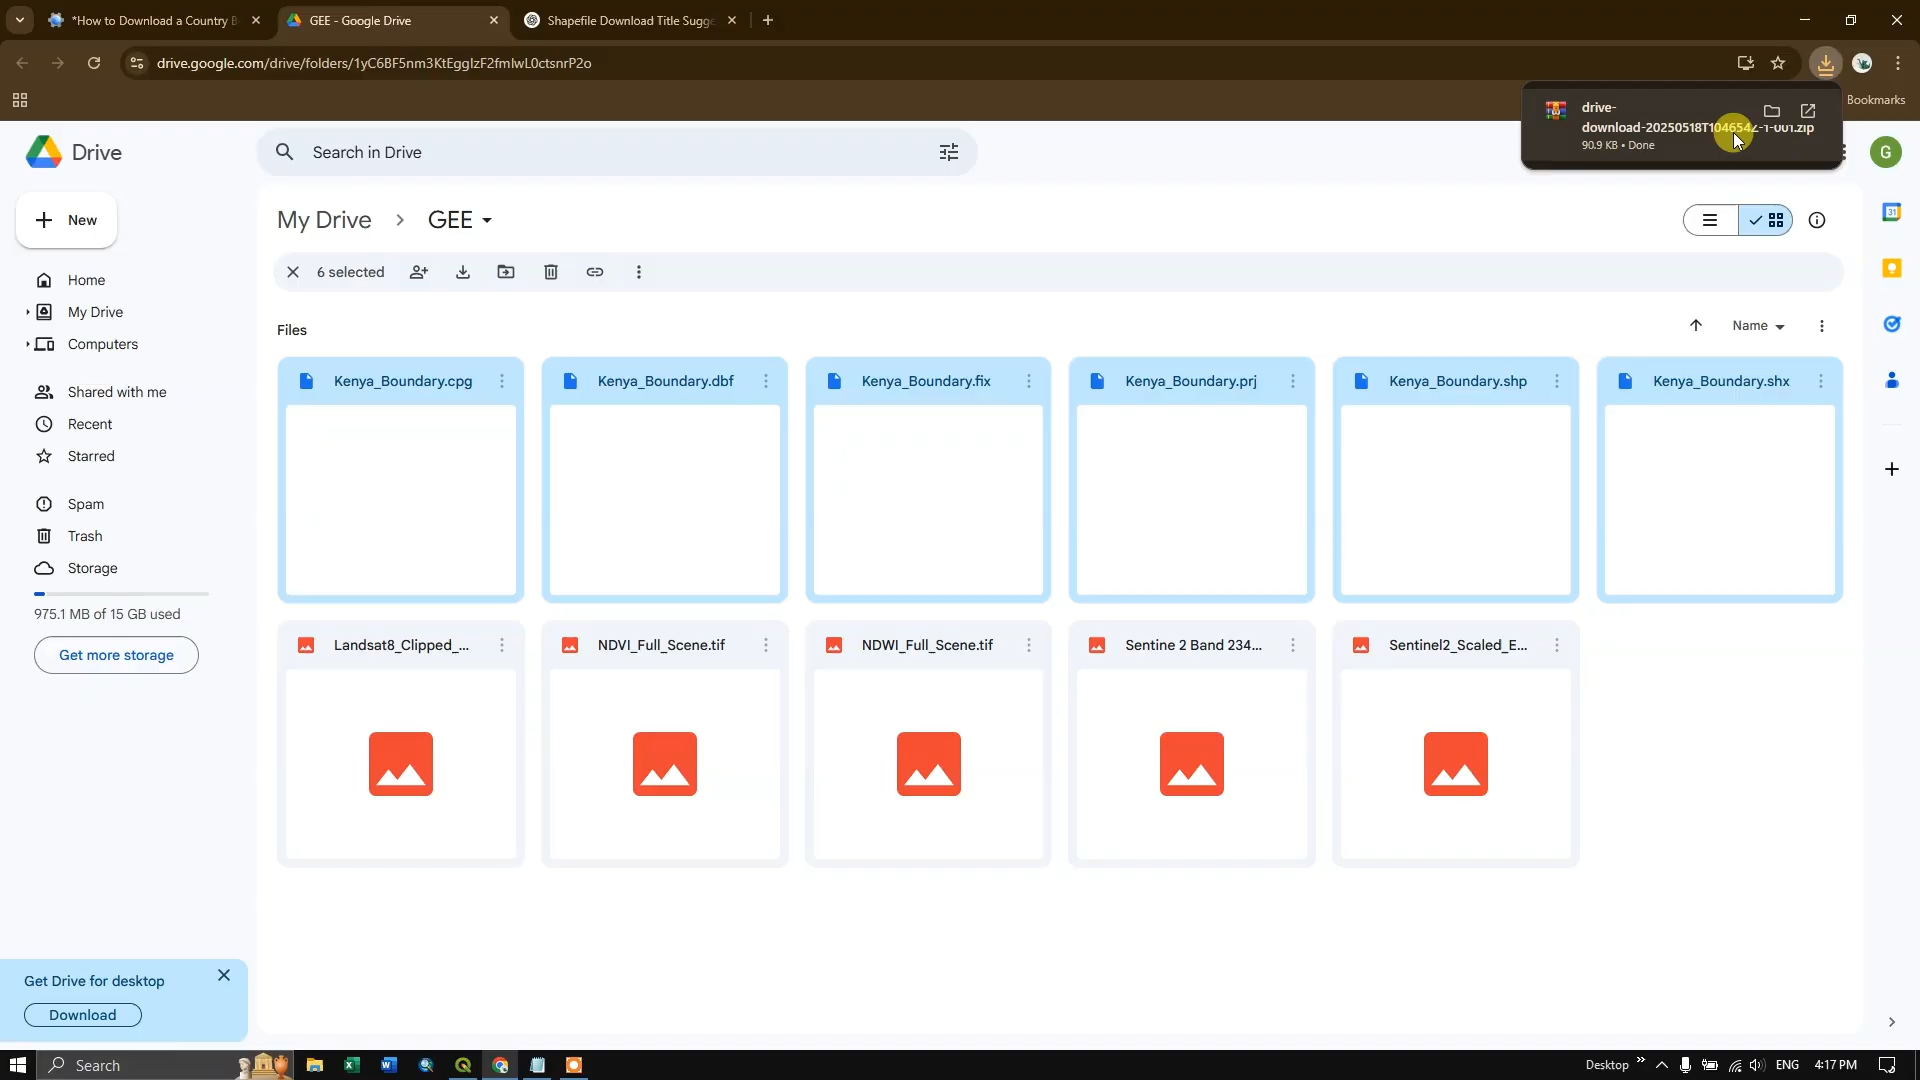 *How to Download a Country B
GEE - Google Drive
Shapefile Download Title Sugge
drive.google.com/drive/folders/1yC6BF5nm3KtEggIzF2fmIwL0ctsnrP2o
Bookmarks
drive-
download-20250518T104654Z-1-001.zip
90.9 KB • Done
Drive
Search in Drive
G
New
My Drive
GEE
31
6 selected
Home
My Drive
Computers
Shared with me
Recent
Starred
Spam
Trash
Storage
975.1 MB of 15 GB used
Get more storage
Files
Name
Kenya_Boundary.cpg
Kenya_Boundary.dbf
Kenya_Boundary.fix
Kenya_Boundary.prj
Kenya_Boundary.shp
Kenya_Boundary.shx
Landsat8_Clipped_...
NDVI_Full_Scene.tif
NDWI_Full_Scene.tif
Sentine 2 Band 234...
Sentinel2_Scaled_E...
Get Drive for desktop
Download
Search
Desktop
ENG
4:17 PM